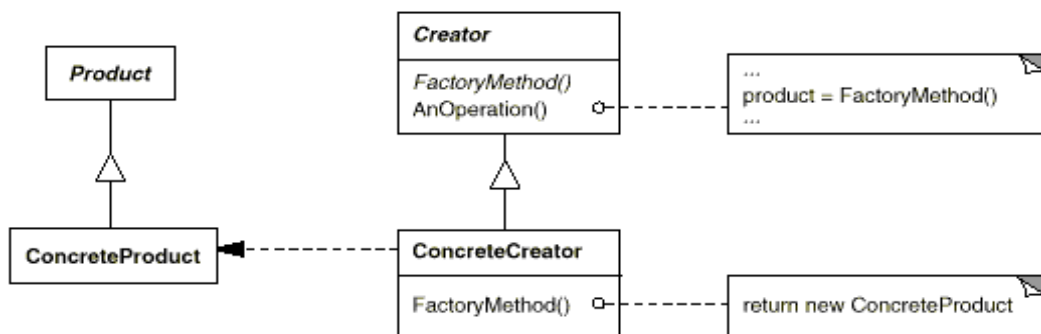 Product
ConcreteProduct
Creator
FactoryMethod()
AnOperation()
...
product = FactoryMethod()
...
ConcreteCreator
FactoryMethod()
return new ConcreteProduct